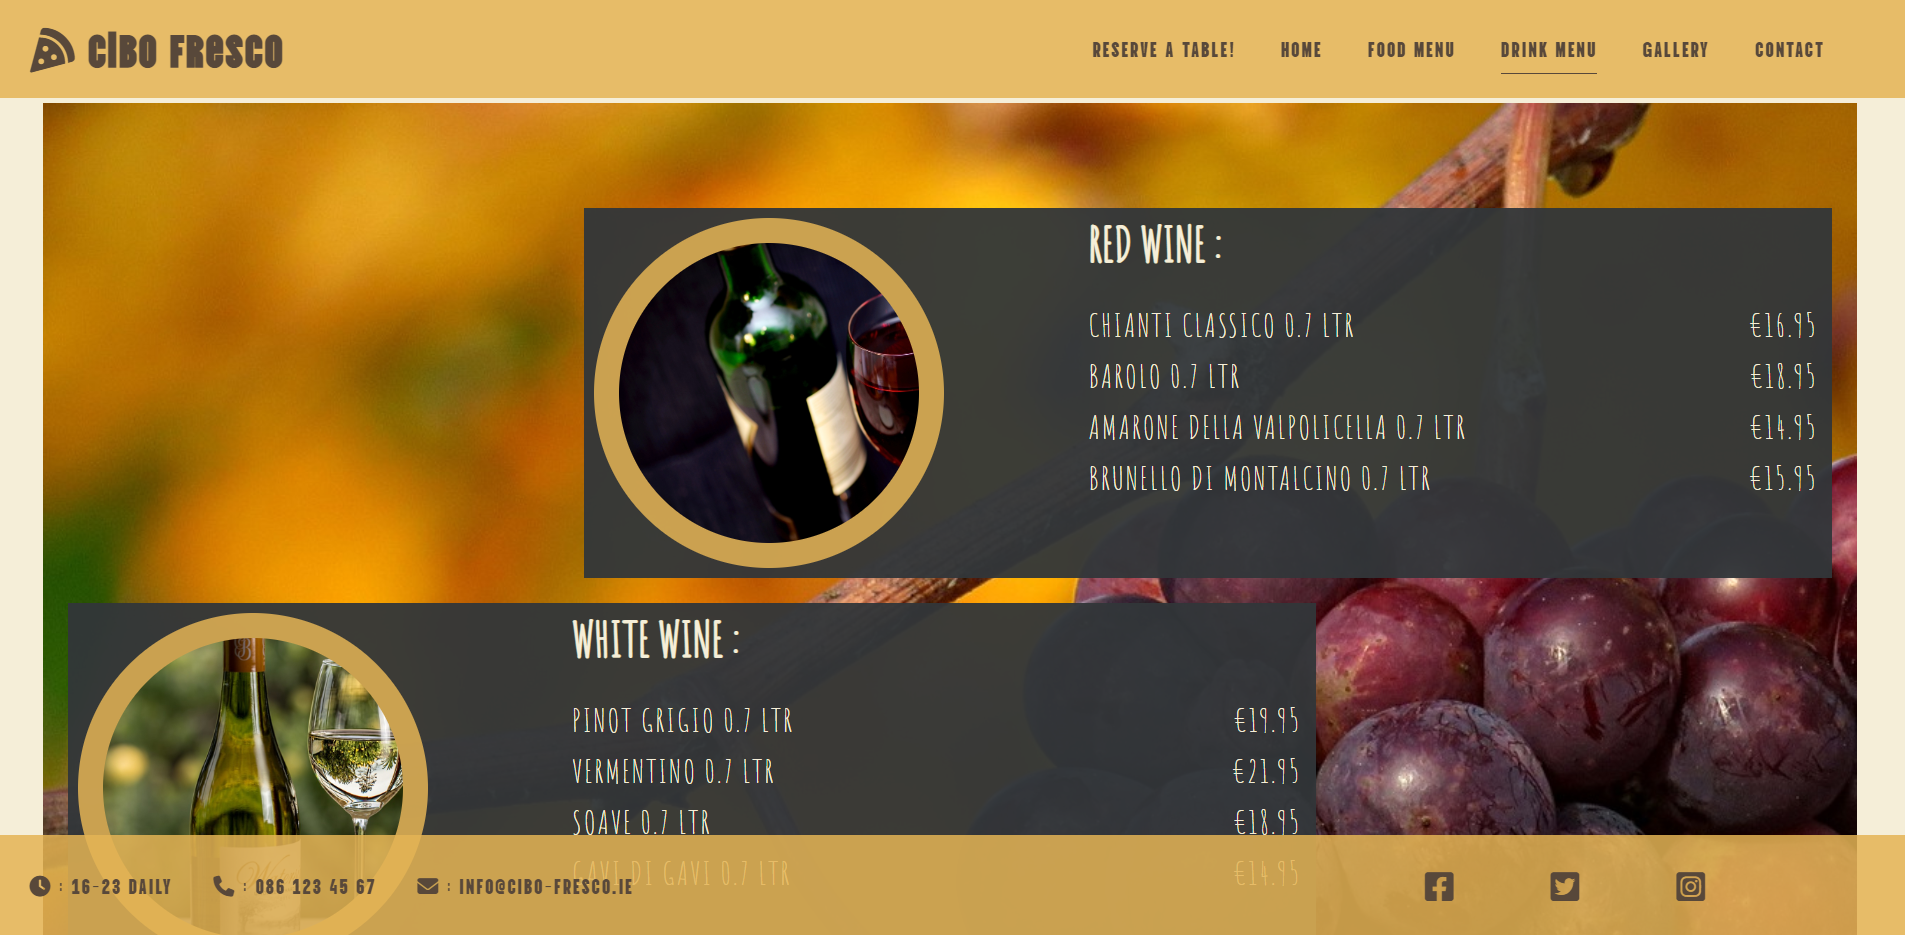 CIBO FRESCO
RESERVE A TABLE! HOME FOOD MENU DRINK MENU GALLERY CONTACT
RED WINE :
CHIANTI CLASSICO 0.7 LTR €16.95
BAROLO 0.7 LTR €18.95
AMARONE DELLA VALPOLICELLA 0.7 LTR €14.95
BRUNELLO DI MONTALCINO 0.7 LTR €15.95
WHITE WINE :
PINOT GRIGIO 0.7 LTR €19.95
VERMENTINO 0.7 LTR €21.95
SOAVE 0.7 LTR €18.95
GAVI DI GAVI 0.7 LTR €14.95
: 16-23 DAILY : 086 123 45 67 : INFO@CIBO-FRESCO.IE